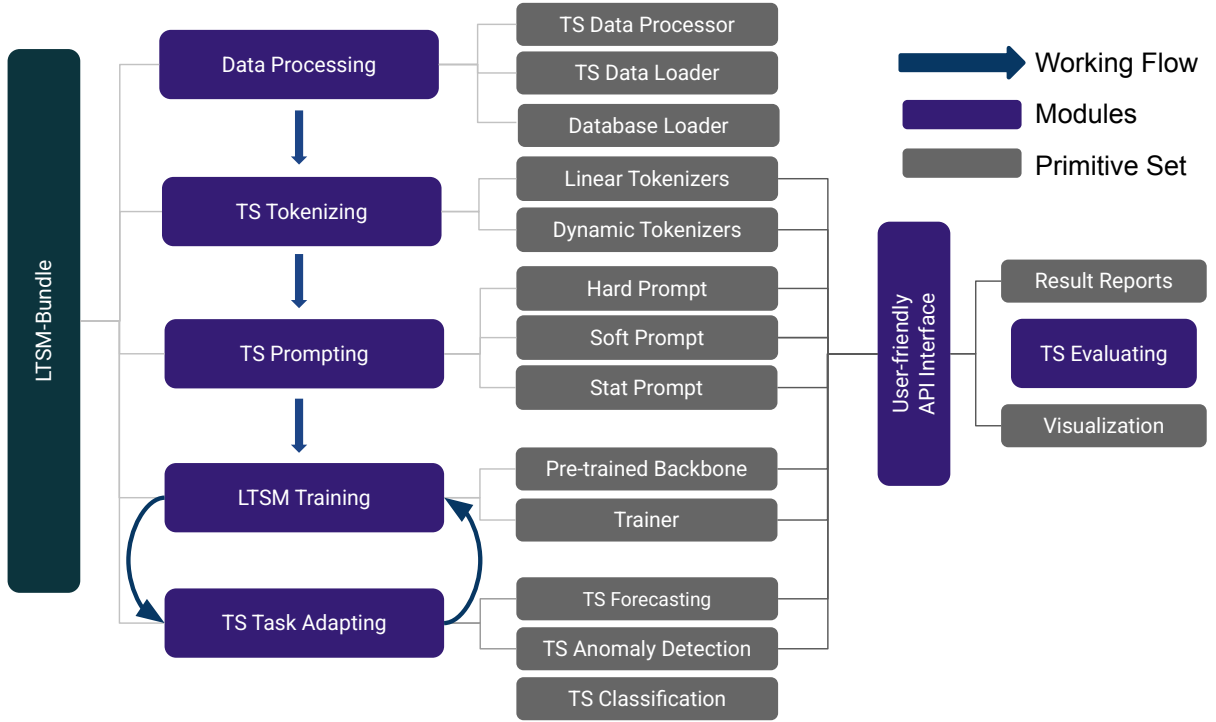 LTSM-Bundle
Data Processing
TS Tokenizing
TS Prompting
LTSM Training
TS Task Adapting
TS Data Processor
TS Data Loader
Database Loader
Linear Tokenizers
Dynamic Tokenizers
Hard Prompt
Soft Prompt
Stat Prompt
Pre-trained Backbone
Trainer
TS Forecasting
TS Anomaly Detection
TS Classification
User-friendly
API Interface
Working Flow
Modules
Primitive Set
Result Reports
TS Evaluating
Visualization